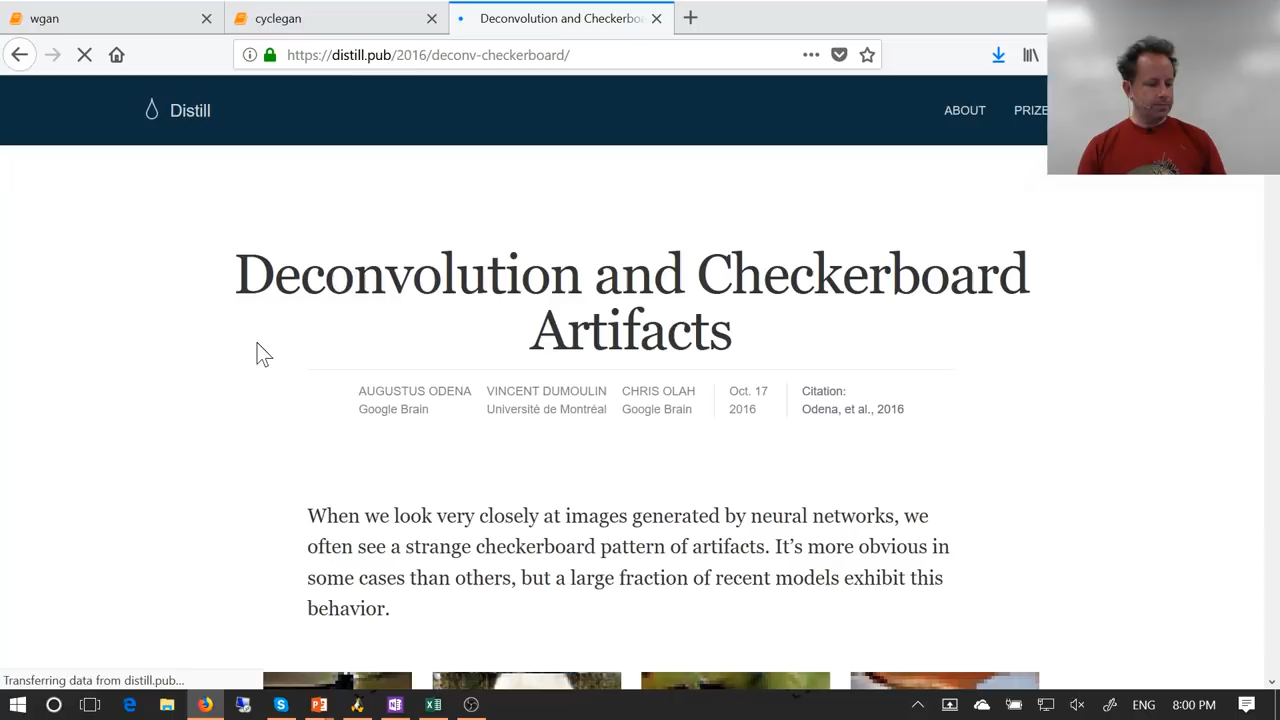 wgan
cyclegan
Deconvolution and Checkerbo
https://distill.pub/2016/deconv-checkerboard/
Distill
ABOUT
PRIZE
Deconvolution and Checkerboard
Artifacts
AUGUSTUS ODENA
Google Brain
VINCENT DUMOULIN
Université de Montréal
CHRIS OLAH
Google Brain
Oct. 17
2016
Citation:
Odena, et al., 2016
When we look very closely at images generated by neural networks, we
often see a strange checkerboard pattern of artifacts. It’s more obvious in
some cases than others, but a large fraction of recent models exhibit this
behavior.
Transferring data from distill.pub...
ENG
8:00 PM